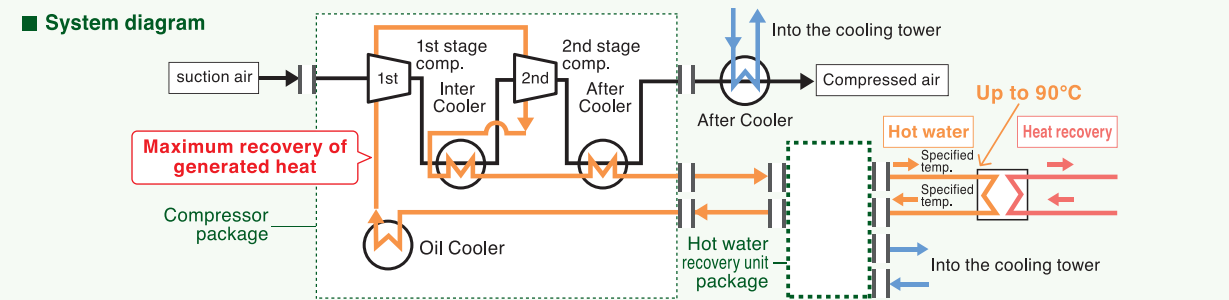 System diagram
suction air
1st
1st stage
comp.
Inter
Cooler
2nd
2nd stage
comp.
After
Cooler
Into the cooling tower
Compressed air
After Cooler
Up to 90°C
Hot water
Heat recovery
Specified
temp.
Specified
temp.
Maximum recovery of
generated heat
Compressor
package
Oil Cooler
Hot water
recovery unit
package
Into the cooling tower